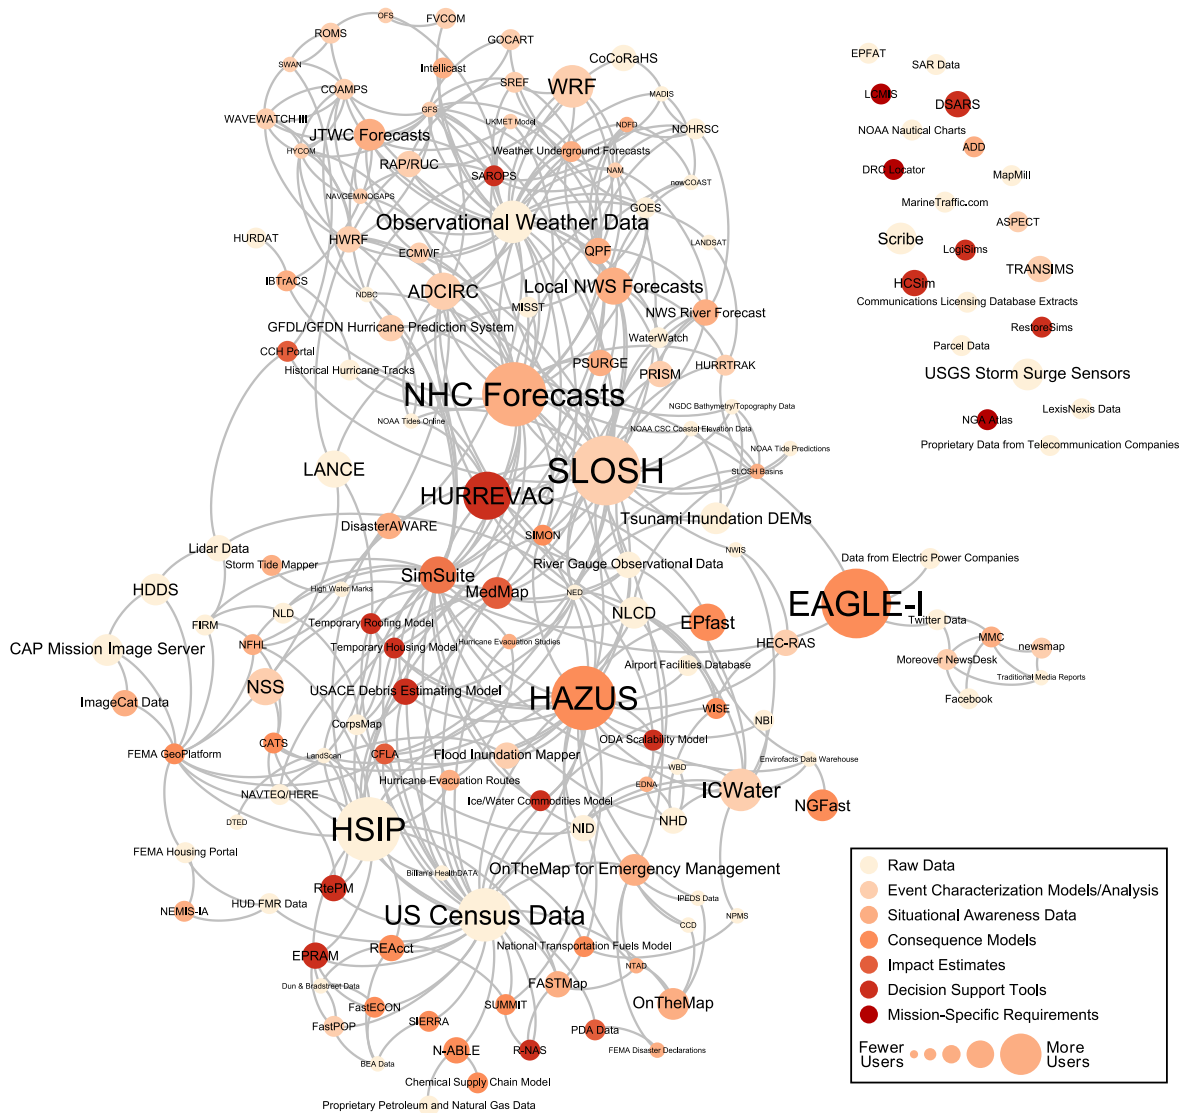 OFS
FVCOM
ROMS
GOCART
SWAN
Intellicast
CoCoRaHS
EPFAT
SAR Data
COAMPS
SREF
WRF
MADIS
LCMIS
DSARS
WAVEWATCH III
GFS
UKMET Model
NDFD
NOHRSC
NOAA Nautical Charts
JTWC Forecasts
HYCOM
RAP/RUC
Weather Underground Forecasts
ADD
SAROPS
NAM
DRC Locator
MapMill
NAVGEM/NOGAPS
nowCOAST
MarineTraffic.com
Observational Weather Data
GOES
ASPECT
HURDAT
HWRF
ECMWF
QPF
LANDSAT
Scribe
LogiSims
IBTrACS
NDBC
ADCIRC
Local NWS Forecasts
TRANSIMS
HCSim
MISST
Communications Licensing Database Extracts
GFDL/GFDN Hurricane Prediction System
NWS River Forecast
RestoreSims
CCH Portal
WaterWatch
Parcel Data
Historical Hurricane Tracks
PSURGE
PRISM
HURRTRAK
USGS Storm Surge Sensors
NHC Forecasts
NGDC Bathymetry/Topography Data
LexisNexis Data
NOAA Tides Online
NOAA CSC Coastal Elevation Data
NGA Atlas
NOAA Tide Predictions
Proprietary Data from Telecommunication Companies
LANCE
SLOSH
SLOSH Basins
HURREVAC
DisasterAWARE
SIMON
Tsunami Inundation DEMs
Lidar Data
Storm Tide Mapper
SimSuite
River Gauge Observational Data
NWIS
Data from Electric Power Companies
HDDS
High Water Marks
MedMap
NED
NLCD
EPfast
EAGLE-I
NLD
FIRM
Temporary Roofing Model
Twitter Data
MMC
CAP Mission Image Server
NFHL
Temporary Housing Model
Hurricane Evacuation Studies
HEC-RAS
newsmap
Airport Facilities Database
Moreover NewsDesk
Traditional Media Reports
NSS
USACE Debris Estimating Model
HAZUS
Facebook
ImageCat Data
CorpsMap
WISE
NBI
FEMA GeoPlatform
CATS
LandScan
CFLA
Flood Inundation Mapper
ODA Scalability Model
WBD
Envirofacts Data Warehouse
NAVTEQ/HERE
Hurricane Evacuation Routes
EDNA
ICWater
Ice/Water Commodities Model
NGFast
DTED
HSIP
NID
NHD
FEMA Housing Portal
Billians HealthDATA
OnTheMap for Emergency Management
Raw Data
RtePM
Event Characterization Models/Analysis
NEMIS-IA
HUD FMR Data
US Census Data
IPEDS Data
NPMS
Situational Awareness Data
CCD
EPRAM
REAcct
National Transportation Fuels Model
Consequence Models
NTAD
Impact Estimates
Dun & Bradstreet Data
FASTMap
OnTheMap
Decision Support Tools
FastECON
SUMMIT
Mission-Specific Requirements
FastPOP
SIERRA
PDA Data
N-ABLE
R-NAS
FEMA Disaster Declarations
Fewer
Users
More
Users
BEA Data
Chemical Supply Chain Model
Proprietary Petroleum and Natural Gas Data